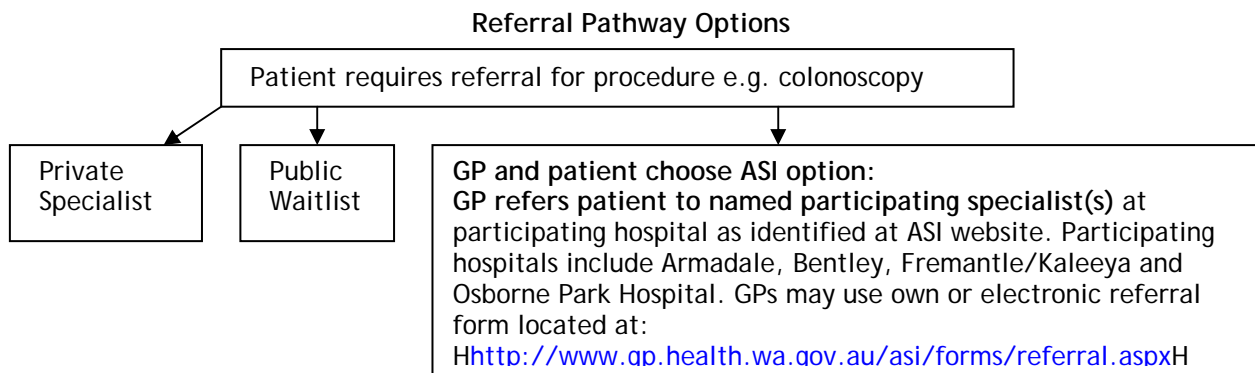 Referral Pathway Options
Patient requires referral for procedure e.g. colonoscopy
Private
Specialist
Public
Waitlist
GP and patient choose ASI option:
GP refers patient to named participating specialist(s) at
participating hospital as identified at ASI website. Participating
hospitals include Armadale, Bentley, Fremantle/Kaleeya and
Osborne Park Hospital. GPs may use own or electronic referral
form located at:
Hhttp://www.gp.health.wa.gov.au/asi/forms/referral.aspxH